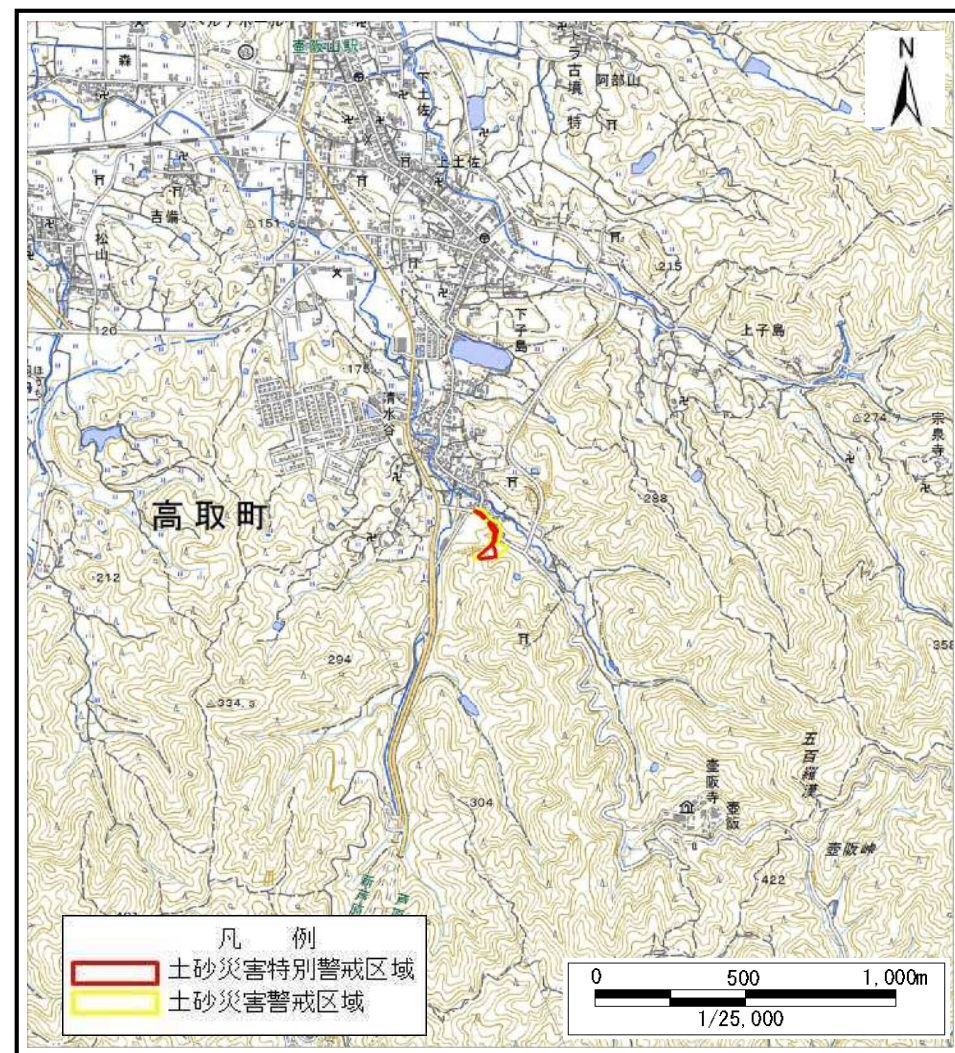 壺阪山駅
N
森
下土佐
阿部山
上土佐
吉備
151.
松山
215
120
下子島
上子島
175.
清水谷
274.7
宗泉寺
高取町
288
212
358
294
334.3
五百羅漢
壺阪寺
壺阪
304
壺阪峠
422
凡 例
土砂災害特別警戒区域
土砂災害警戒区域
0 500 1,000m
1/25,000